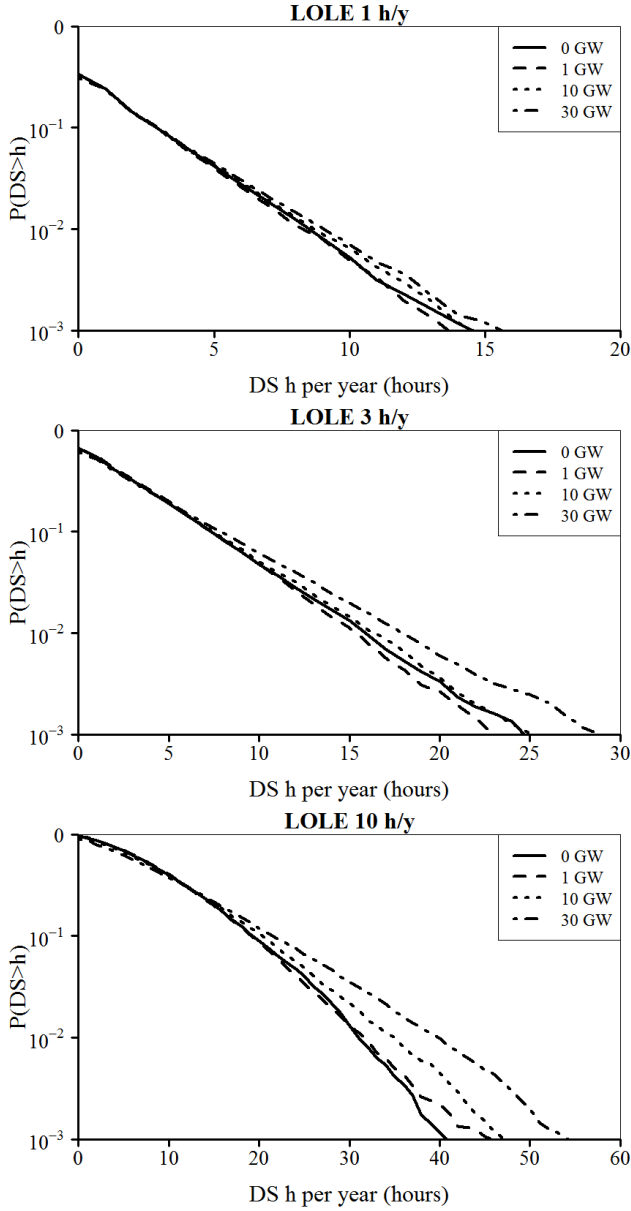 LOLE 1 h/y
0
10⁻¹
10⁻²
10⁻³
P(DS>h)
0 GW
1 GW
10 GW
30 GW
0 5 10 15 20
DS h per year (hours)
LOLE 3 h/y
0
10⁻¹
10⁻²
10⁻³
P(DS>h)
0 GW
1 GW
10 GW
30 GW
0 5 10 15 20 25 30
DS h per year (hours)
LOLE 10 h/y
0
10⁻¹
10⁻²
10⁻³
P(DS>h)
0 GW
1 GW
10 GW
30 GW
0 10 20 30 40 50 60
DS h per year (hours)